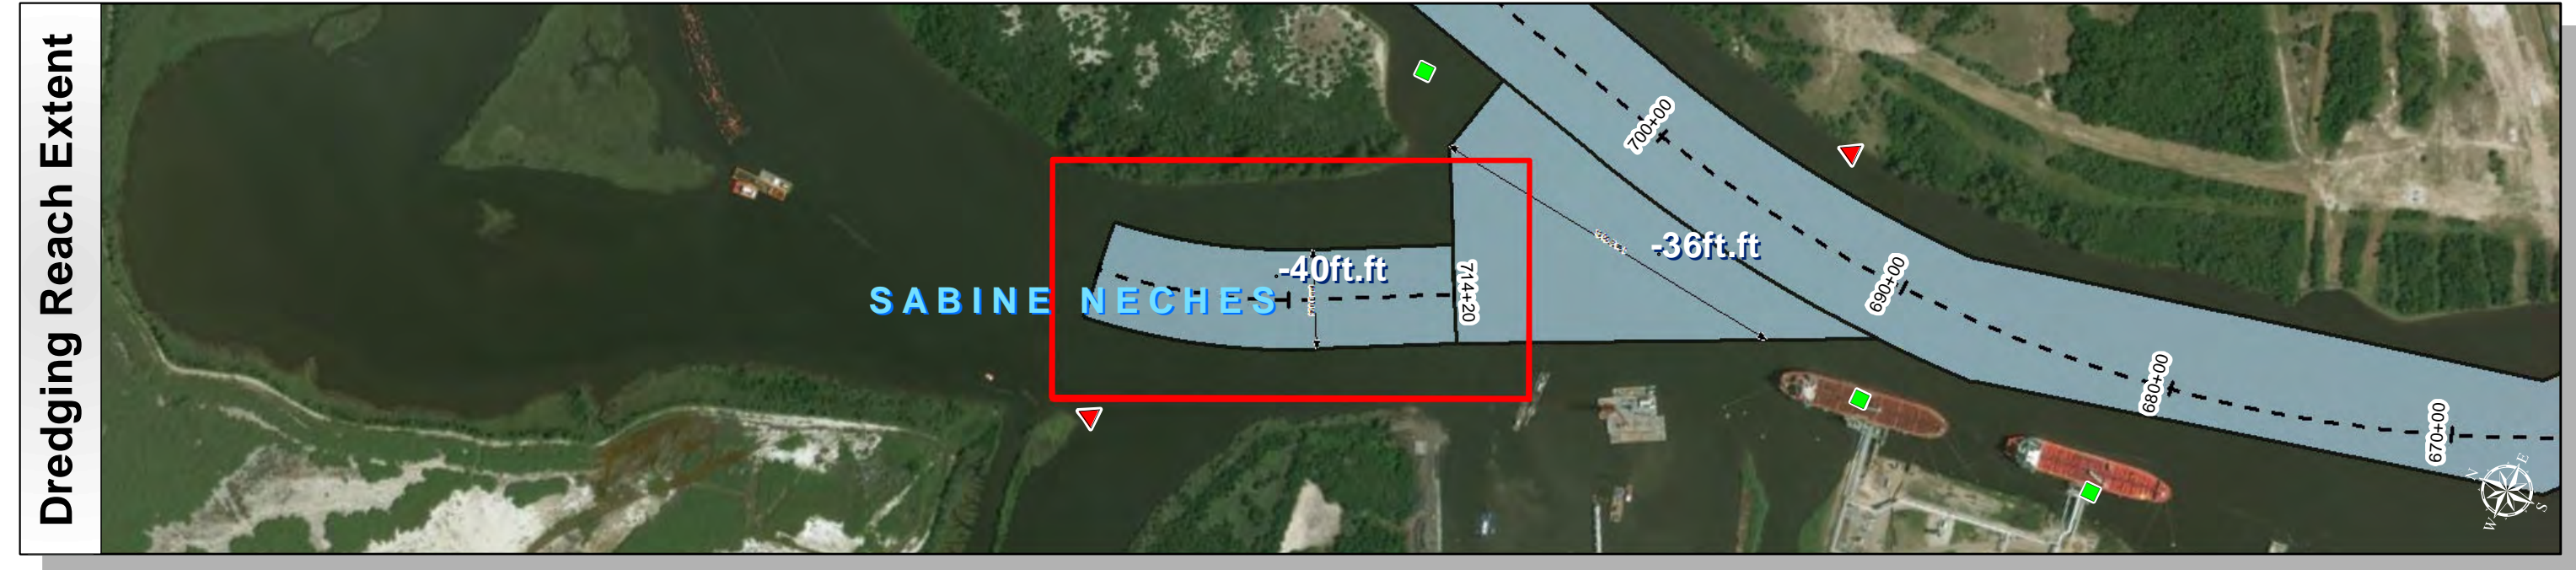 Dredging Reach Extent
700+00
-36ft.ft
-40ft.ft
714+20
690+00
SABINE NECHES
680+00
670+00
N
E
W
S